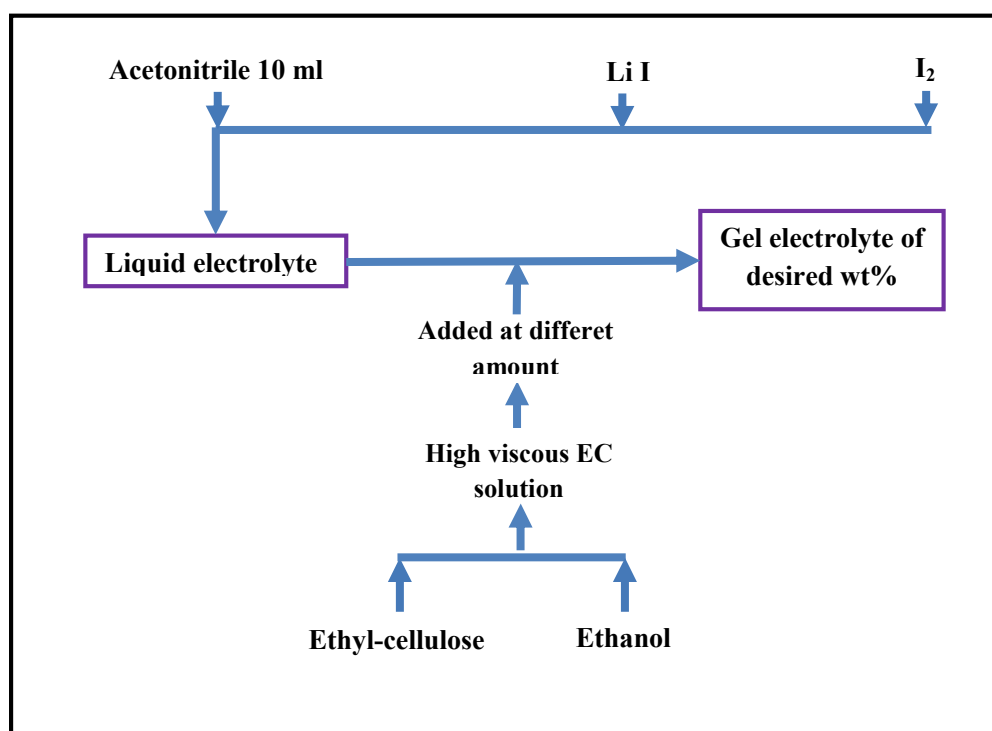 Acetonitrile 10 ml
Li I
I₂
Liquid electrolyte
Gel electrolyte of
desired wt%
Added at differet
amount
High viscous EC
solution
Ethyl-cellulose
Ethanol